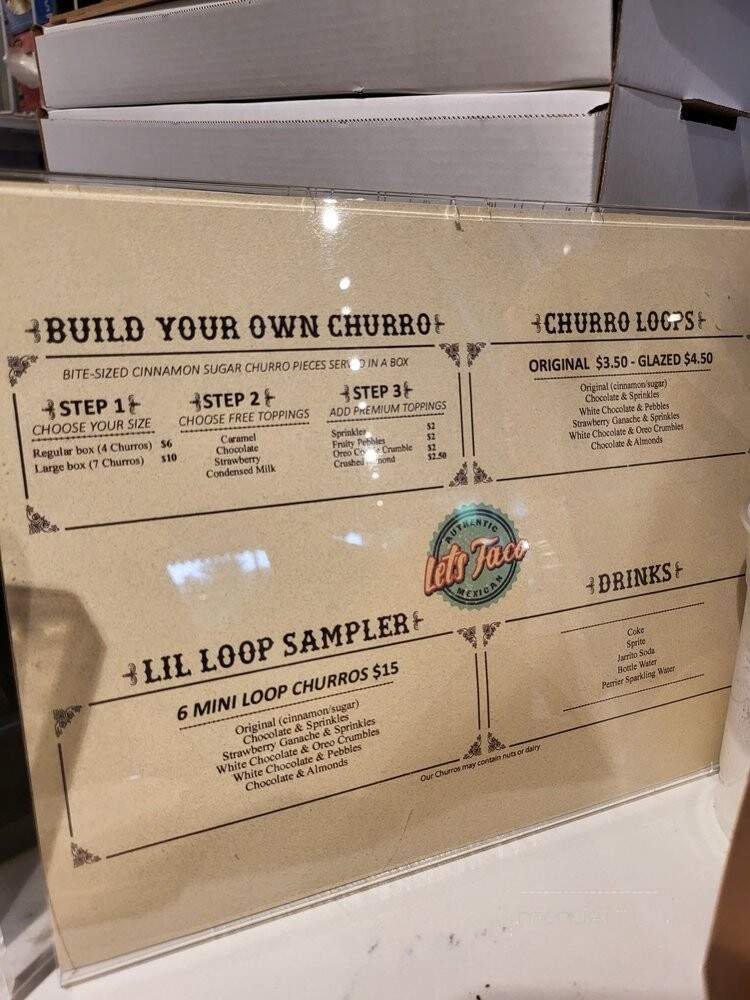 BUILD YOUR OWN CHURRO
BITE-SIZED CINNAMON SUGAR CHURRO PIECES SERVED IN A BOX
STEP 1
CHOOSE YOUR SIZE
Regular box (4 Churros) $6
Large box (7 Churros) $10
STEP 2
CHOOSE FREE TOPPINGS
Caramel
Chocolate
Strawberry
Condensed Milk
STEP 3
ADD PREMIUM TOPPINGS
Sprinkles $2
Fruity Pebbles $2
Oreo Cookie Crumble $2
Crushed Almond $2.50
CHURRO LOOPS
ORIGINAL $3.50 - GLAZED $4.50
Original (cinnamon/sugar)
Chocolate & Sprinkles
White Chocolate & Pebbles
Strawberry Ganache & Sprinkles
White Chocolate & Oreo Crumbles
Chocolate & Almonds
AUTHENTIC
Let's Taco
MEXICAN
LIL LOOP SAMPLER
6 MINI LOOP CHURROS $15
Original (cinnamon/sugar)
Chocolate & Sprinkles
Strawberry Ganache & Sprinkles
White Chocolate & Oreo Crumbles
White Chocolate & Pebbles
Chocolate & Almonds
DRINKS
Coke
Sprite
Jarrito Soda
Bottle Water
Perrier Sparkling Water
Our Churros may contain nuts or dairy